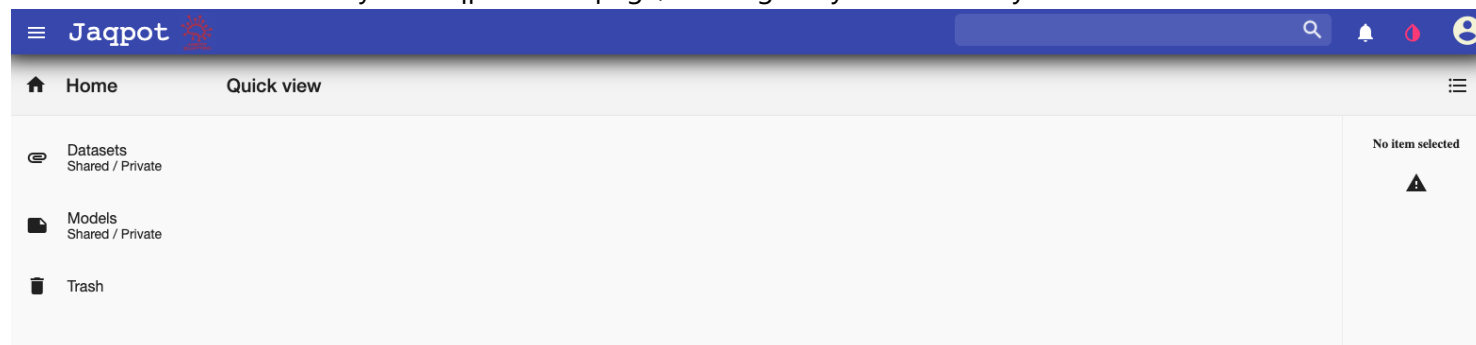 Jaqpot
Home
Quick view
Datasets
Shared / Private
No item selected
Models
Shared / Private
Trash